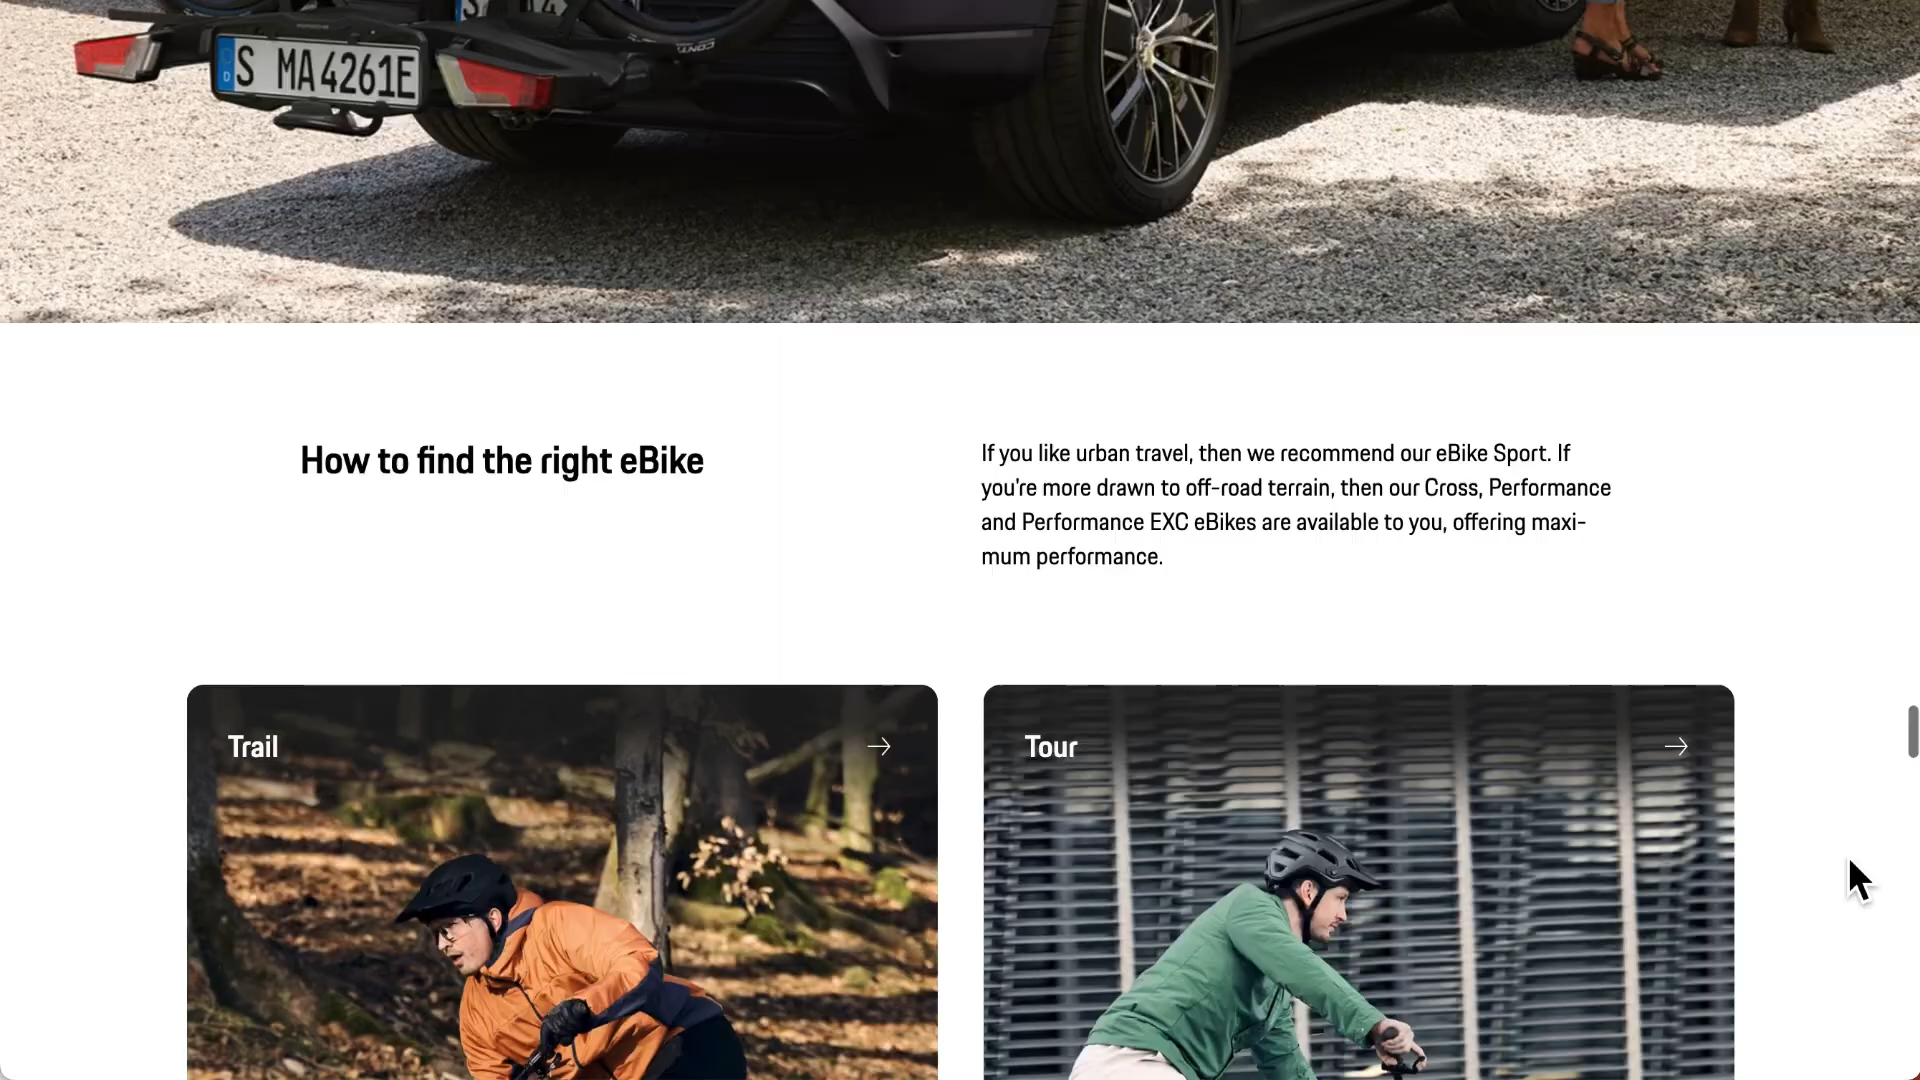 S MA 4261E
D
How to find the right eBike
If you like urban travel, then we recommend our eBike Sport. If
you're more drawn to off-road terrain, then our Cross, Performance
and Performance EXC eBikes are available to you, offering maxi-
mum performance.
Trail
Tour